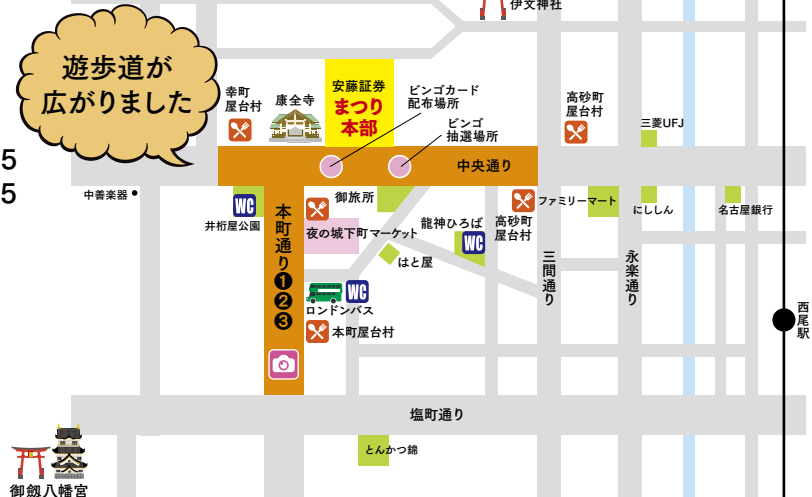 伊文神社
遊歩道が
広がりました
幸町
屋台村
康全寺
安藤証券
まつり
本部
ビンゴカード
配布場所
ビンゴ
抽選場所
高砂町
屋台村
三菱UFJ
5
5
中央通り
中善楽器
WC
井桁屋公園
本町通り❶❷❸
御旅所
夜の城下町マーケット
はと屋
龍神ひろば
WC
高砂町
屋台村
ファミリーマート
にししん
名古屋銀行
三間通り
永楽通り
WC
ロンドンバス
本町屋台村
西尾駅
塩町通り
とんかつ錦
御劔八幡宮